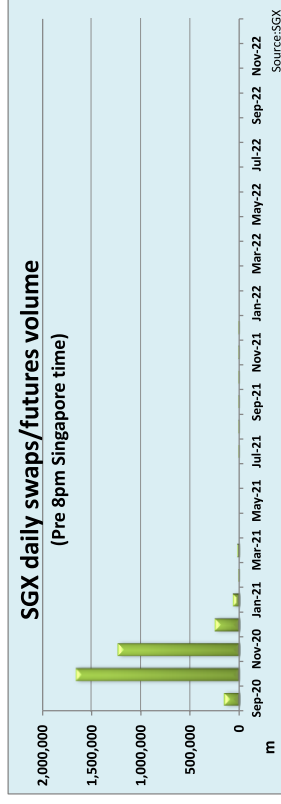 SGX daily swaps/futures volume
(Pre 8pm Singapore time)
2,000,000
1,500,000
1,000,000
500,000
0
m
Sep-20 Nov-20 Jan-21 Mar-21 May-21 Jul-21 Sep-21 Nov-21 Jan-22 Mar-22 May-22 Jul-22 Sep-22 Nov-22
Source:SGX